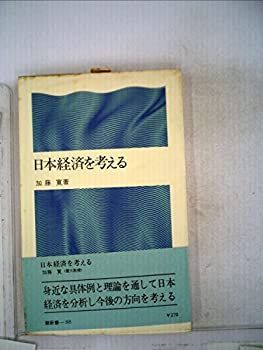 日本経済を考える
加藤 寛著
日本経済を考える
加藤 寛
身近な具体例と理論を通して日本
経済を分析し今後の方向を考える
¥270